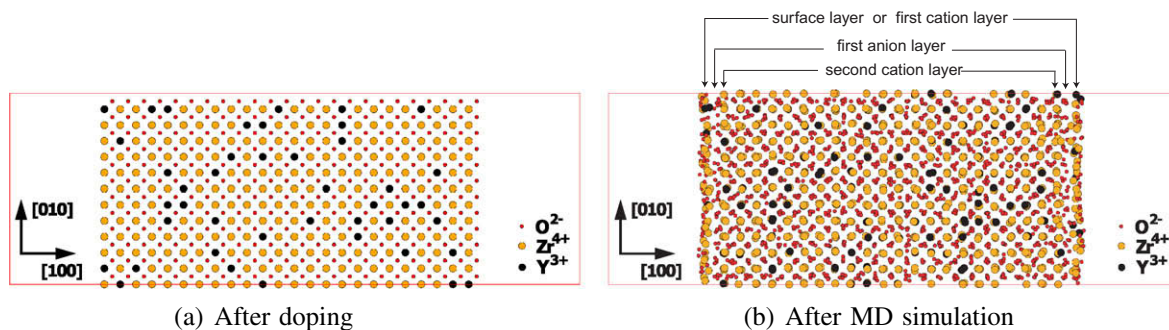 surface layer or first cation layer
first anion layer
second cation layer
[010]
[100]
O²⁻
Zr⁴⁺
Y³⁺
[010]
[100]
O²⁻
Zr⁴⁺
Y³⁺
(a) After doping
(b) After MD simulation